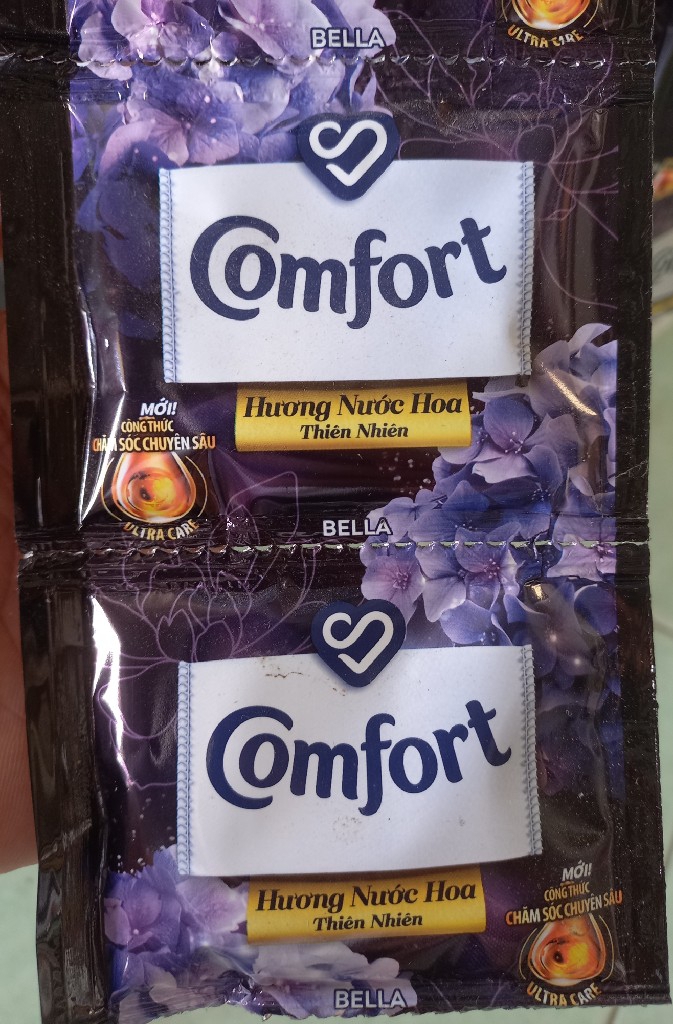 BELLA
ULTRA CARE
Comfort
Hương Nước Hoa
Thiên Nhiên
MỚI!
CÔNG THỨC
CHĂM SÓC CHUYÊN SÂU
ULTRA CARE
BELLA
Comfort
Hương Nước Hoa
Thiên Nhiên
MỚI!
CÔNG THỨC
CHĂM SÓC CHUYÊN SÂU
ULTRA CARE
BELLA